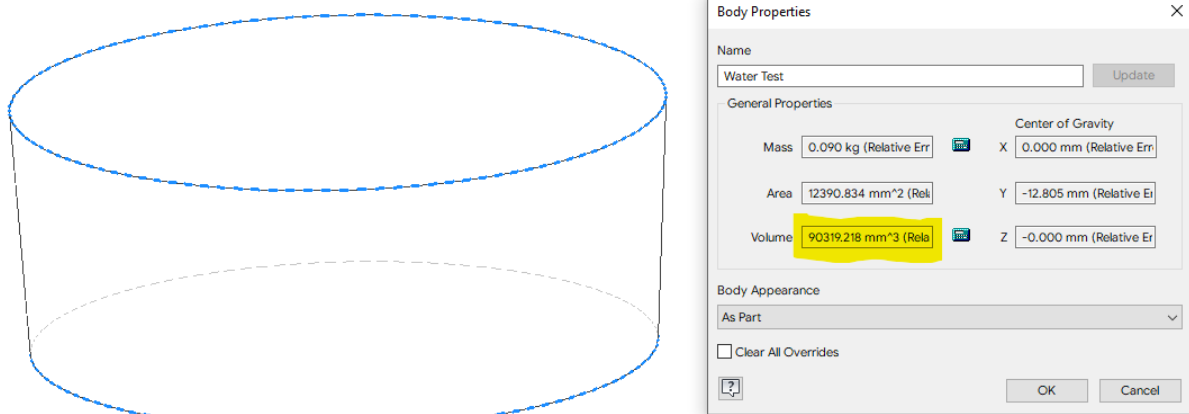 Body Properties
Name
Water Test
Update
General Properties
Center of Gravity
Mass 0.090 kg (Relative Err X 0.000 mm (Relative Err
Area 12390.834 mm^2 (Rela Y -12.805 mm (Relative Er
Volume 90319.218 mm^3 (Rela Z -0.000 mm (Relative Er
Body Appearance
As Part
Clear All Overrides
?
OK Cancel